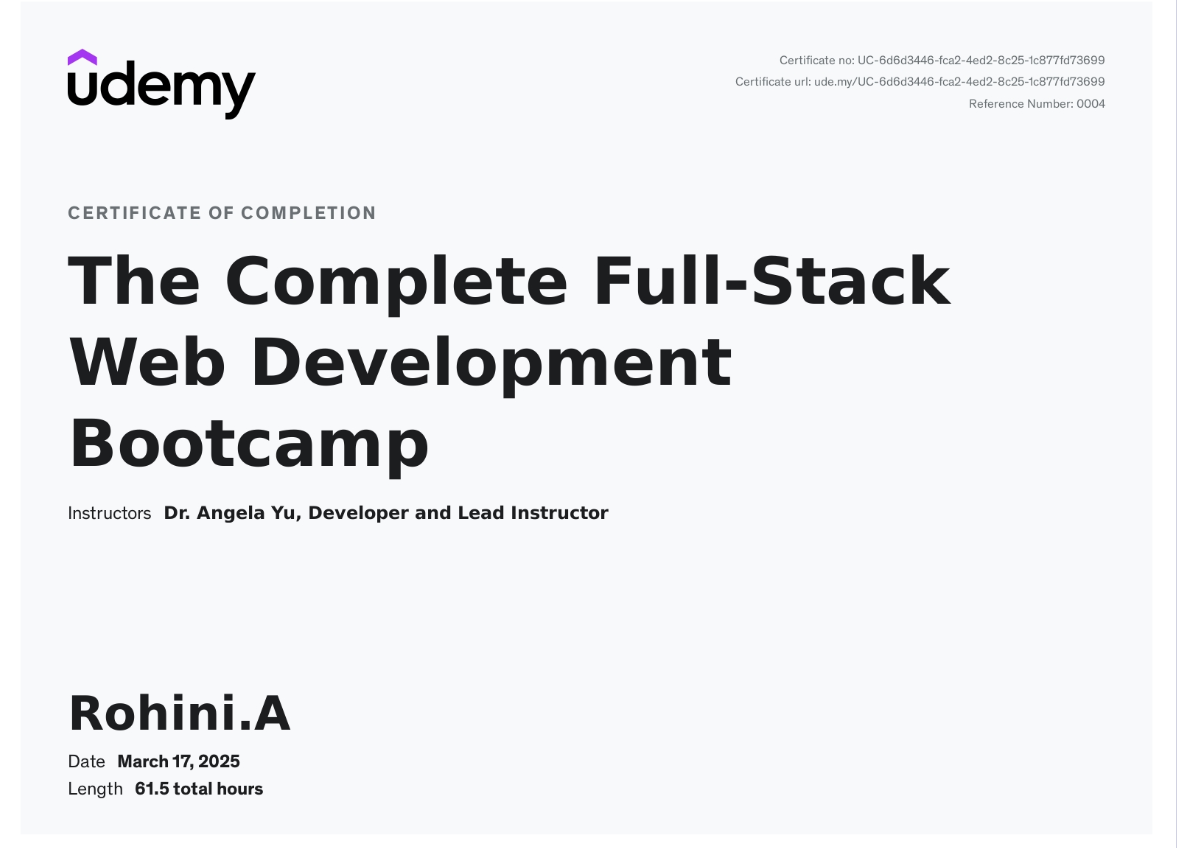 udemy
Certificate no: UC-6d6d3446-fca2-4ed2-8c25-1c877fd73699
Certificate url: ude.my/UC-6d6d3446-fca2-4ed2-8c25-1c877fd73699
Reference Number: 0004
CERTIFICATE OF COMPLETION
The Complete Full-Stack
Web Development
Bootcamp
Instructors Dr. Angela Yu, Developer and Lead Instructor
Rohini.A
Date March 17, 2025
Length 61.5 total hours